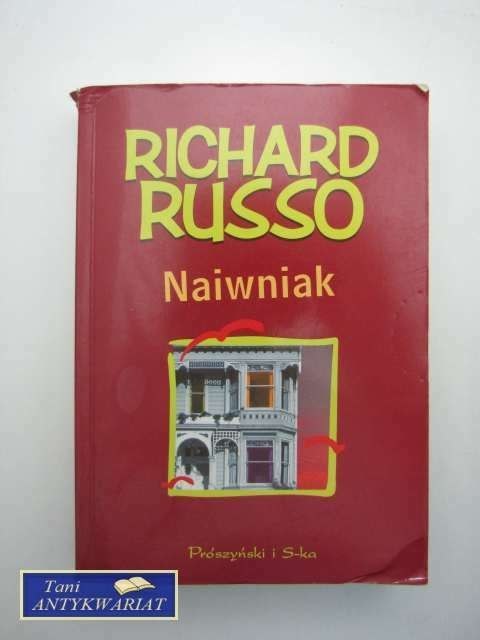 RICHARD
RUSSO
Naiwniak
Prószyński i S-ka
Tani
ANTYKWARIAT